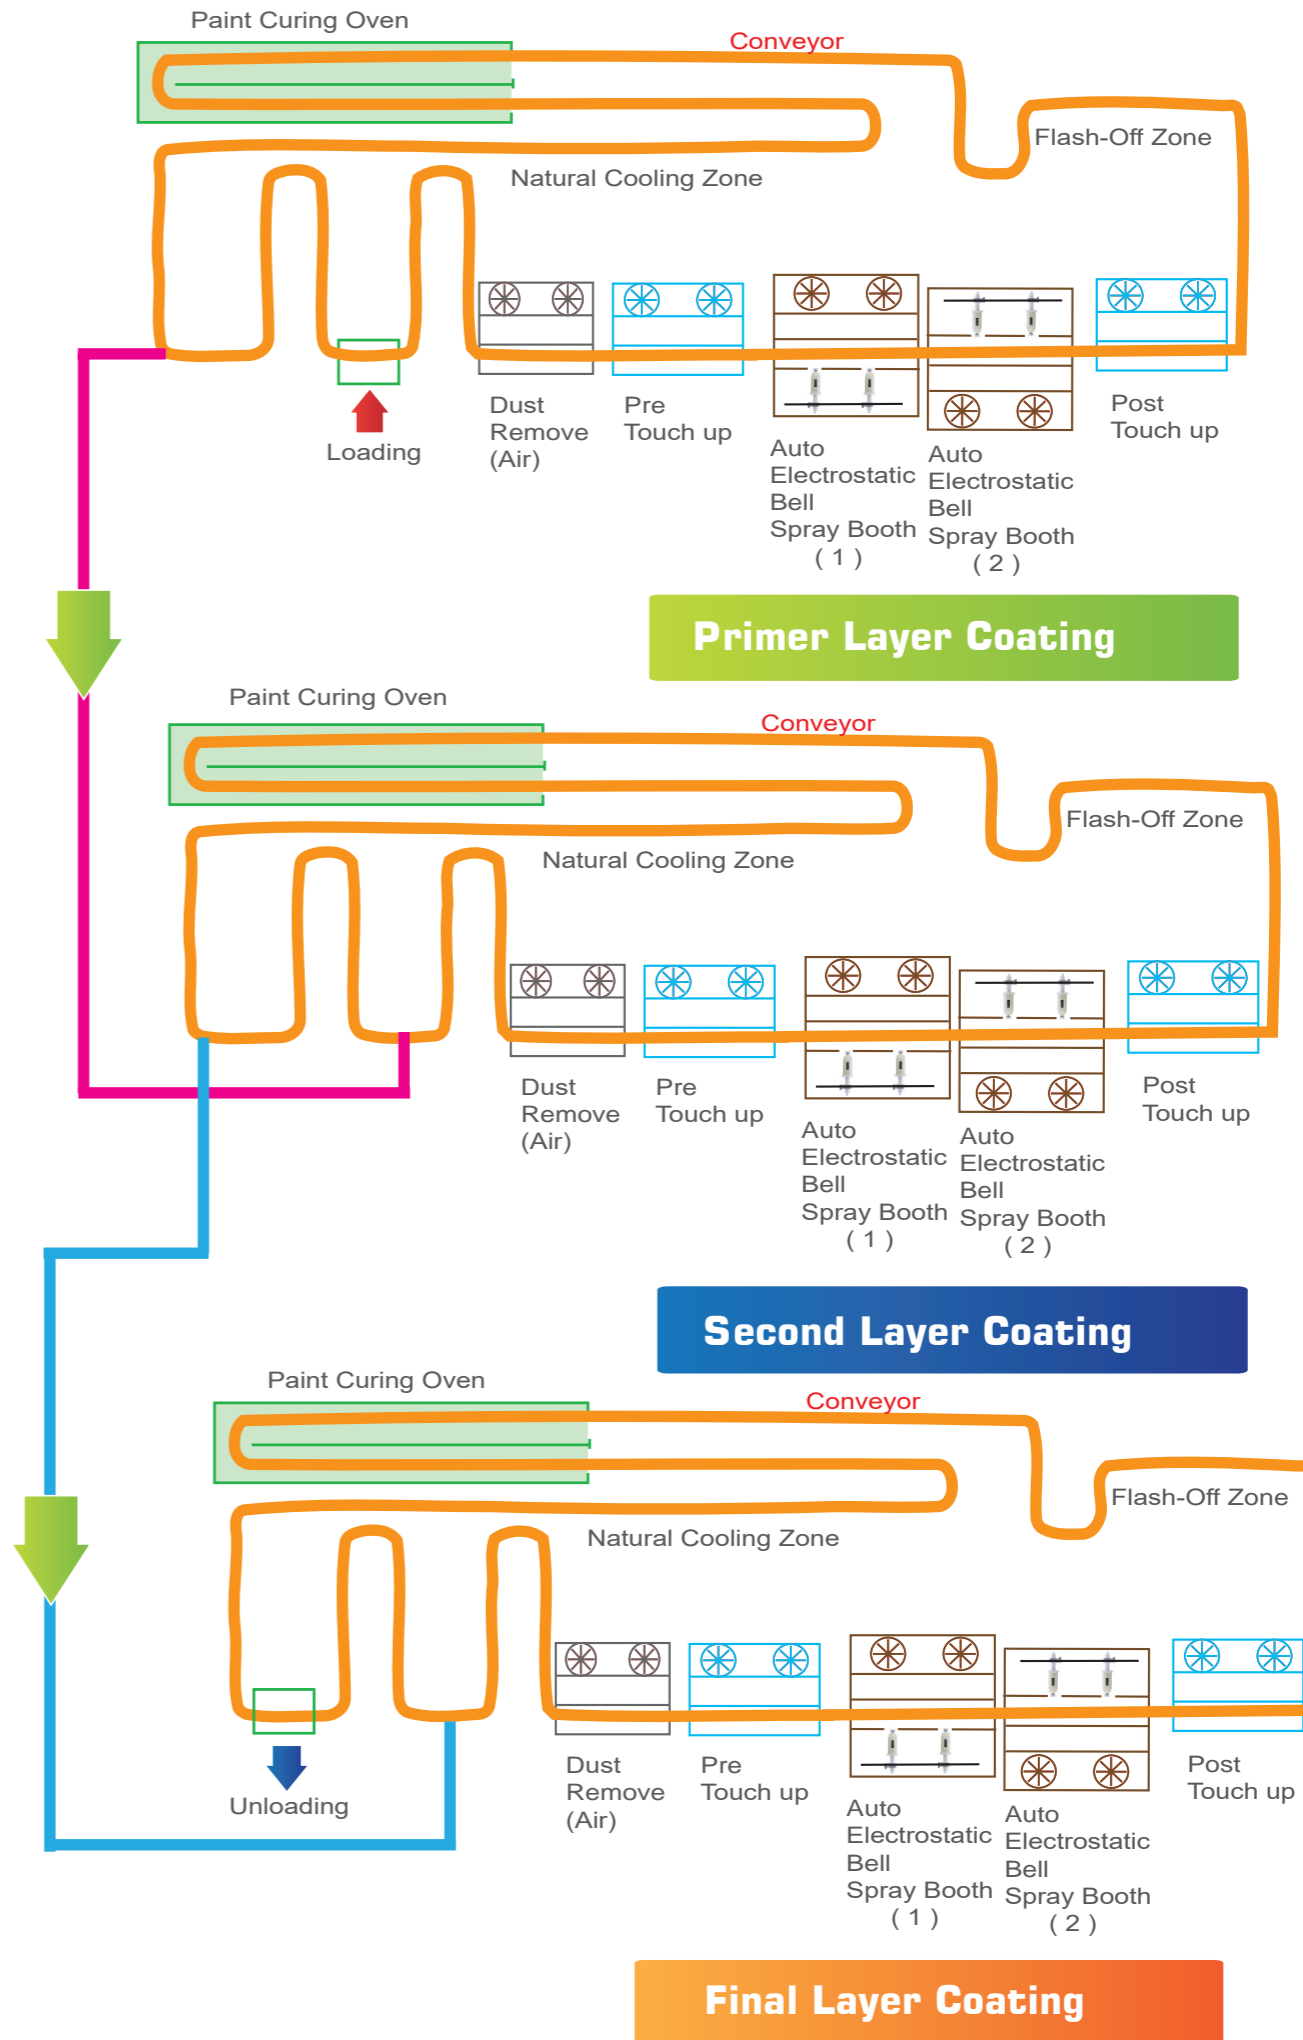 Paint Curing Oven
Conveyor
Flash-Off Zone
Natural Cooling Zone
Loading
Dust
Remove
(Air)
Pre
Touch up
Auto
Electrostatic
Bell
Spray Booth
( 1 )
Auto
Electrostatic
Bell
Spray Booth
( 2 )
Post
Touch up
Primer Layer Coating
Paint Curing Oven
Conveyor
Flash-Off Zone
Natural Cooling Zone
Dust
Remove
(Air)
Pre
Touch up
Auto
Electrostatic
Bell
Spray Booth
( 1 )
Auto
Electrostatic
Bell
Spray Booth
( 2 )
Post
Touch up
Second Layer Coating
Paint Curing Oven
Conveyor
Flash-Off Zone
Natural Cooling Zone
Unloading
Dust
Remove
(Air)
Pre
Touch up
Auto
Electrostatic
Bell
Spray Booth
( 1 )
Auto
Electrostatic
Bell
Spray Booth
( 2 )
Post
Touch up
Final Layer Coating